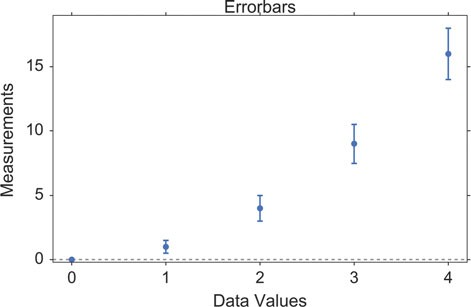 Errorbars
Measurements
15
10
5
0
0 1 2 3 4
Data Values